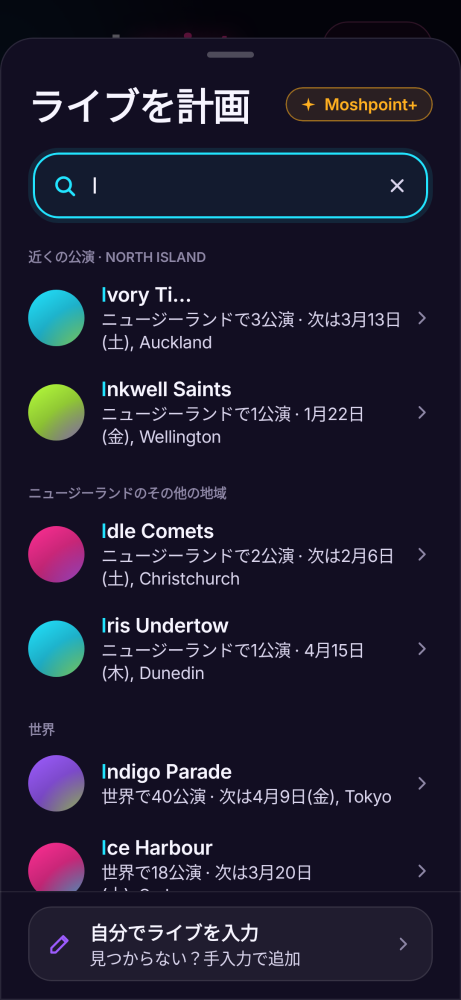 ライブを計画
Moshpoint+
I
近くの公演 · NORTH ISLAND
Ivory Ti...
ニュージーランドで3公演 · 次は3月13日
(土), Auckland
Inkwell Saints
ニュージーランドで1公演 · 1月22日
(金), Wellington
ニュージーランドのその他の地域
Idle Comets
ニュージーランドで2公演 · 次は2月6日
(土), Christchurch
Iris Undertow
ニュージーランドで1公演 · 4月15日
(木), Dunedin
世界
Indigo Parade
世界で40公演 · 次は4月9日(金), Tokyo
Ice Harbour
世界で18公演 · 次は3月20日
自分でライブを入力
見つからない？手入力で追加